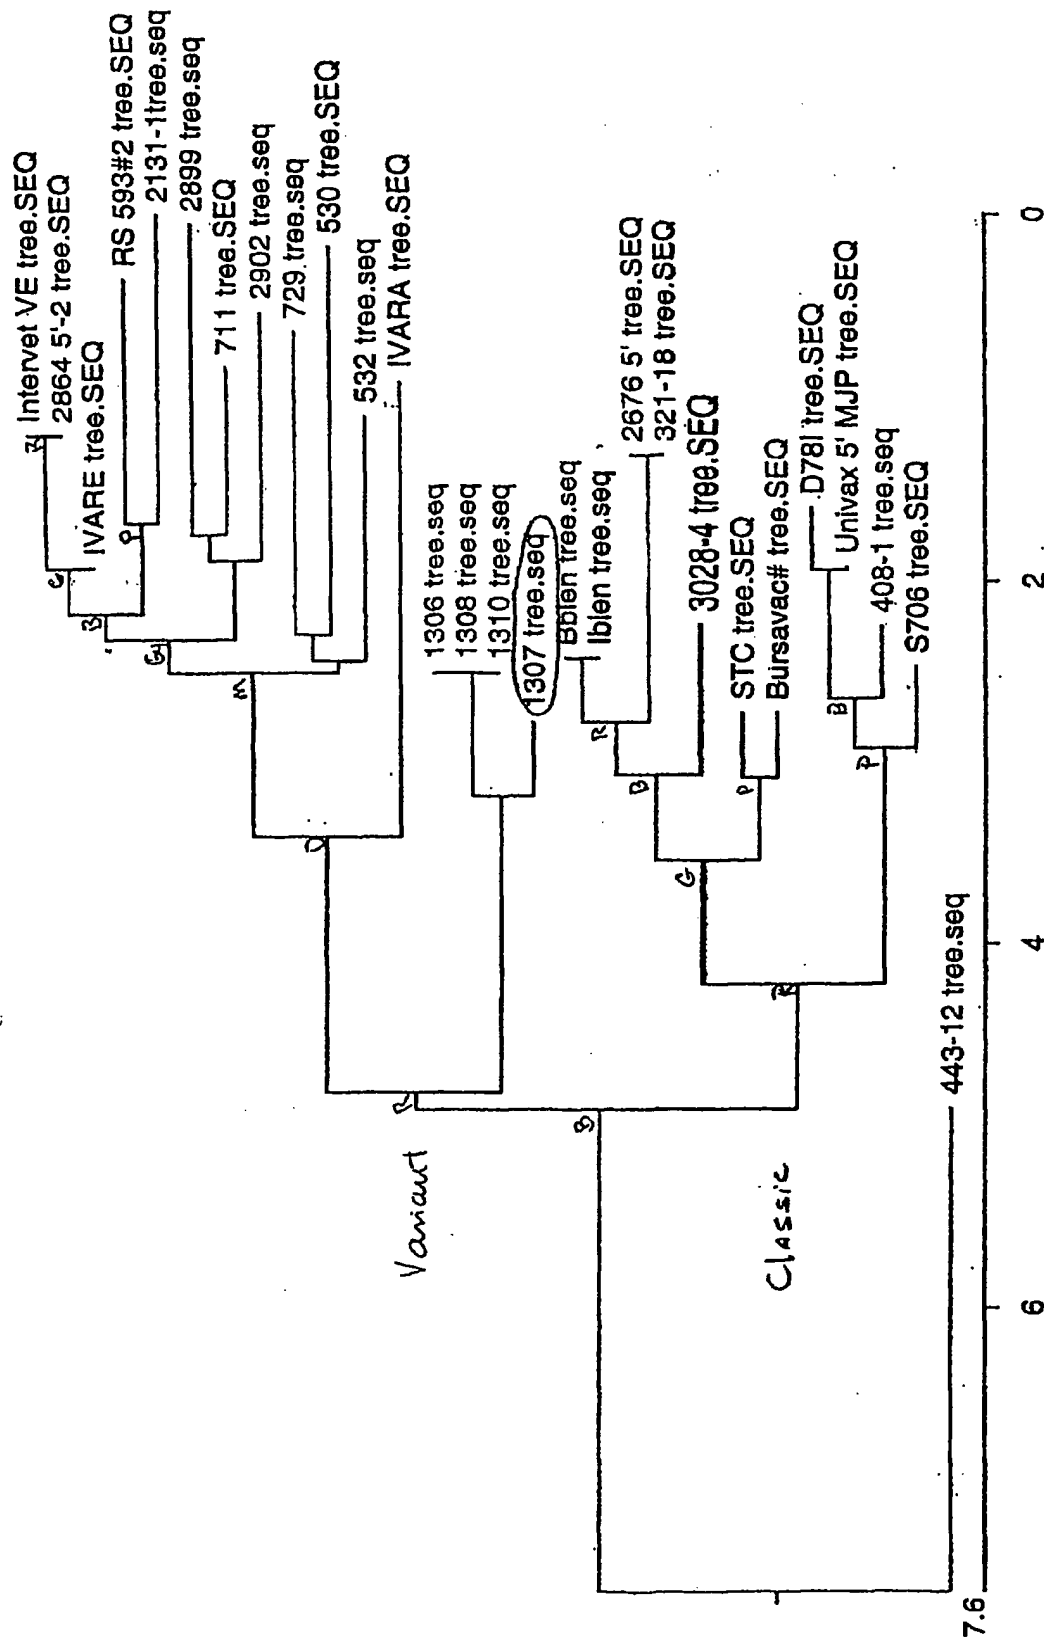 Intervet VE tree.SEQ
2864 5'-2 tree.SEQ
IVARE tree.SEQ
RS 593#2 tree.SEQ
2131-1tree.seq
2899 tree.seq
711 tree.SEQ
2902 tree.seq
729.tree.seq
530 tree.SEQ
532 tree.seq
IVARA tree.SEQ
1306 tree.seq
1308 tree.seq
1310 tree.seq
1307 tree.seq
Bblen tree.seq
Iblen tree.seq
2676 5' tree.SEQ
321-18 tree.SEQ
3028-4 tree.SEQ
STC tree.SEQ
Bursavac# tree.SEQ
D78I tree.SEQ
Univax 5' MJP tree.SEQ
408-1 tree.seq
S706 tree.SEQ
443-12 tree.seq
Variant
Classic
B
M
D
R
B
R
B
P
G
B
P
7.6
6
4
2
0